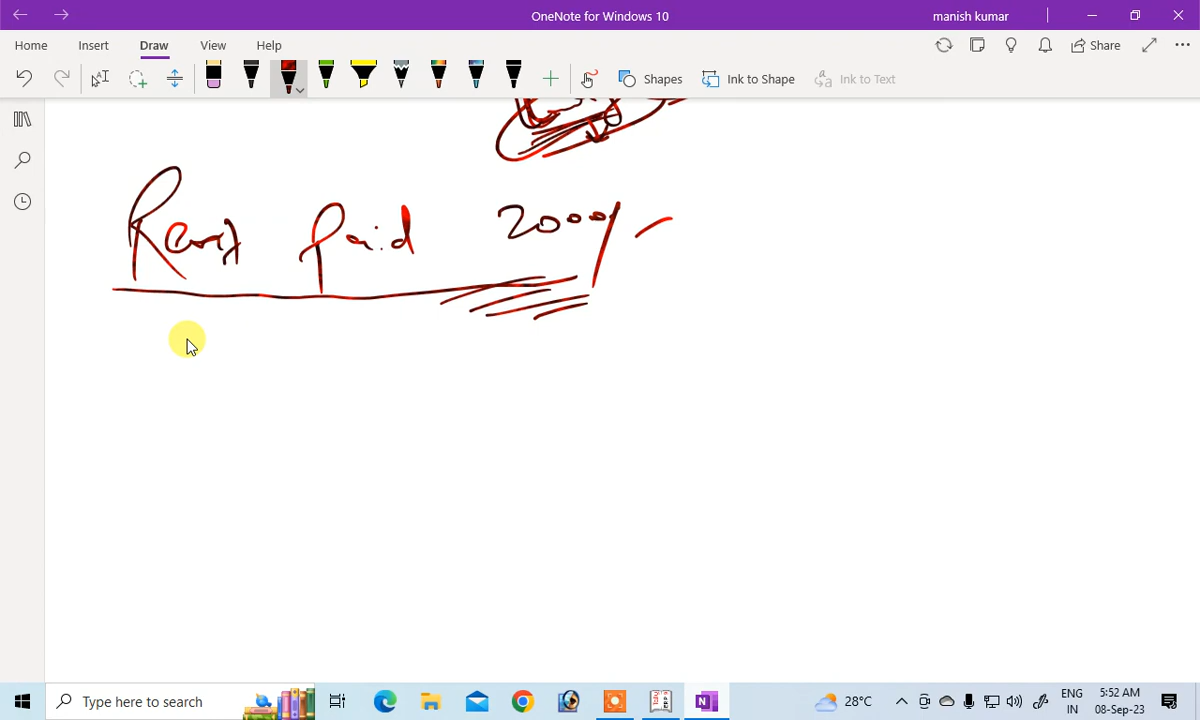 OneNote for Windows 10
manish kumar
Home Insert Draw View Help
Share
Shapes
Ink to Shape
Ink to Text
Rent Paid 2000/-
Type here to search
28°C
ENG
IN
5:52 AM
08-Sep-23